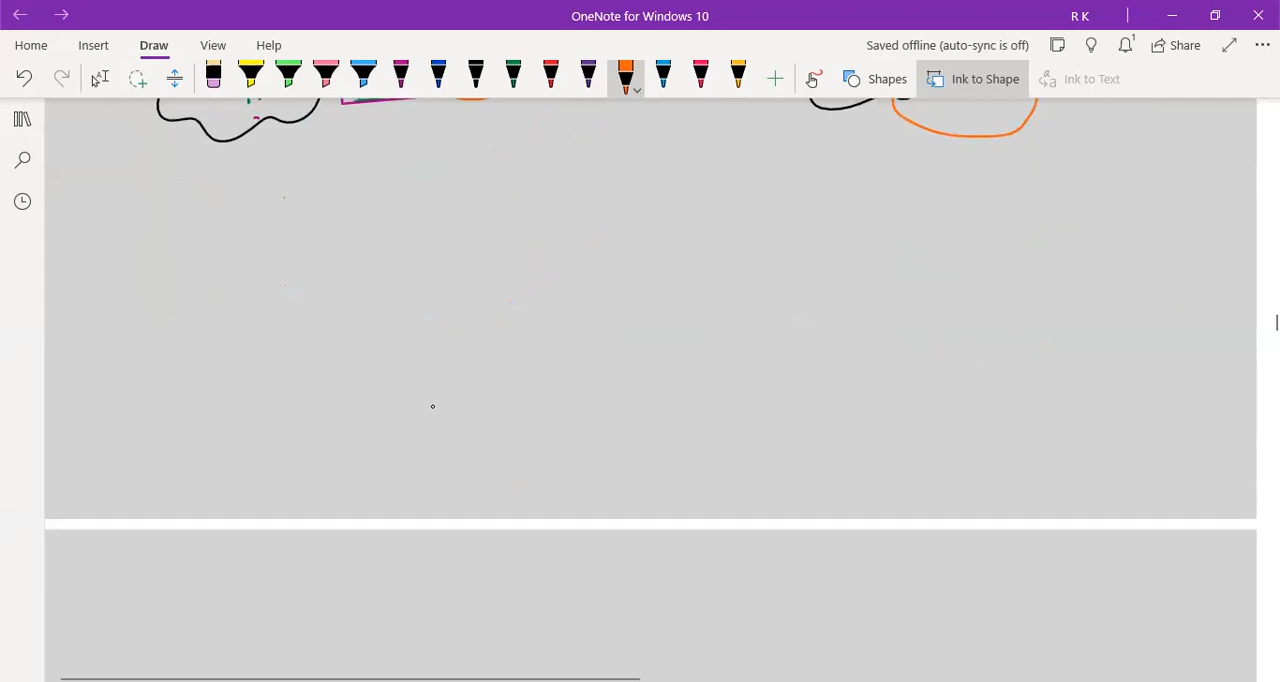 OneNote for Windows 10
R K
Home Insert Draw View Help
Saved offline (auto-sync is off)
1
Share
Shapes
Ink to Shape
Ink to Text